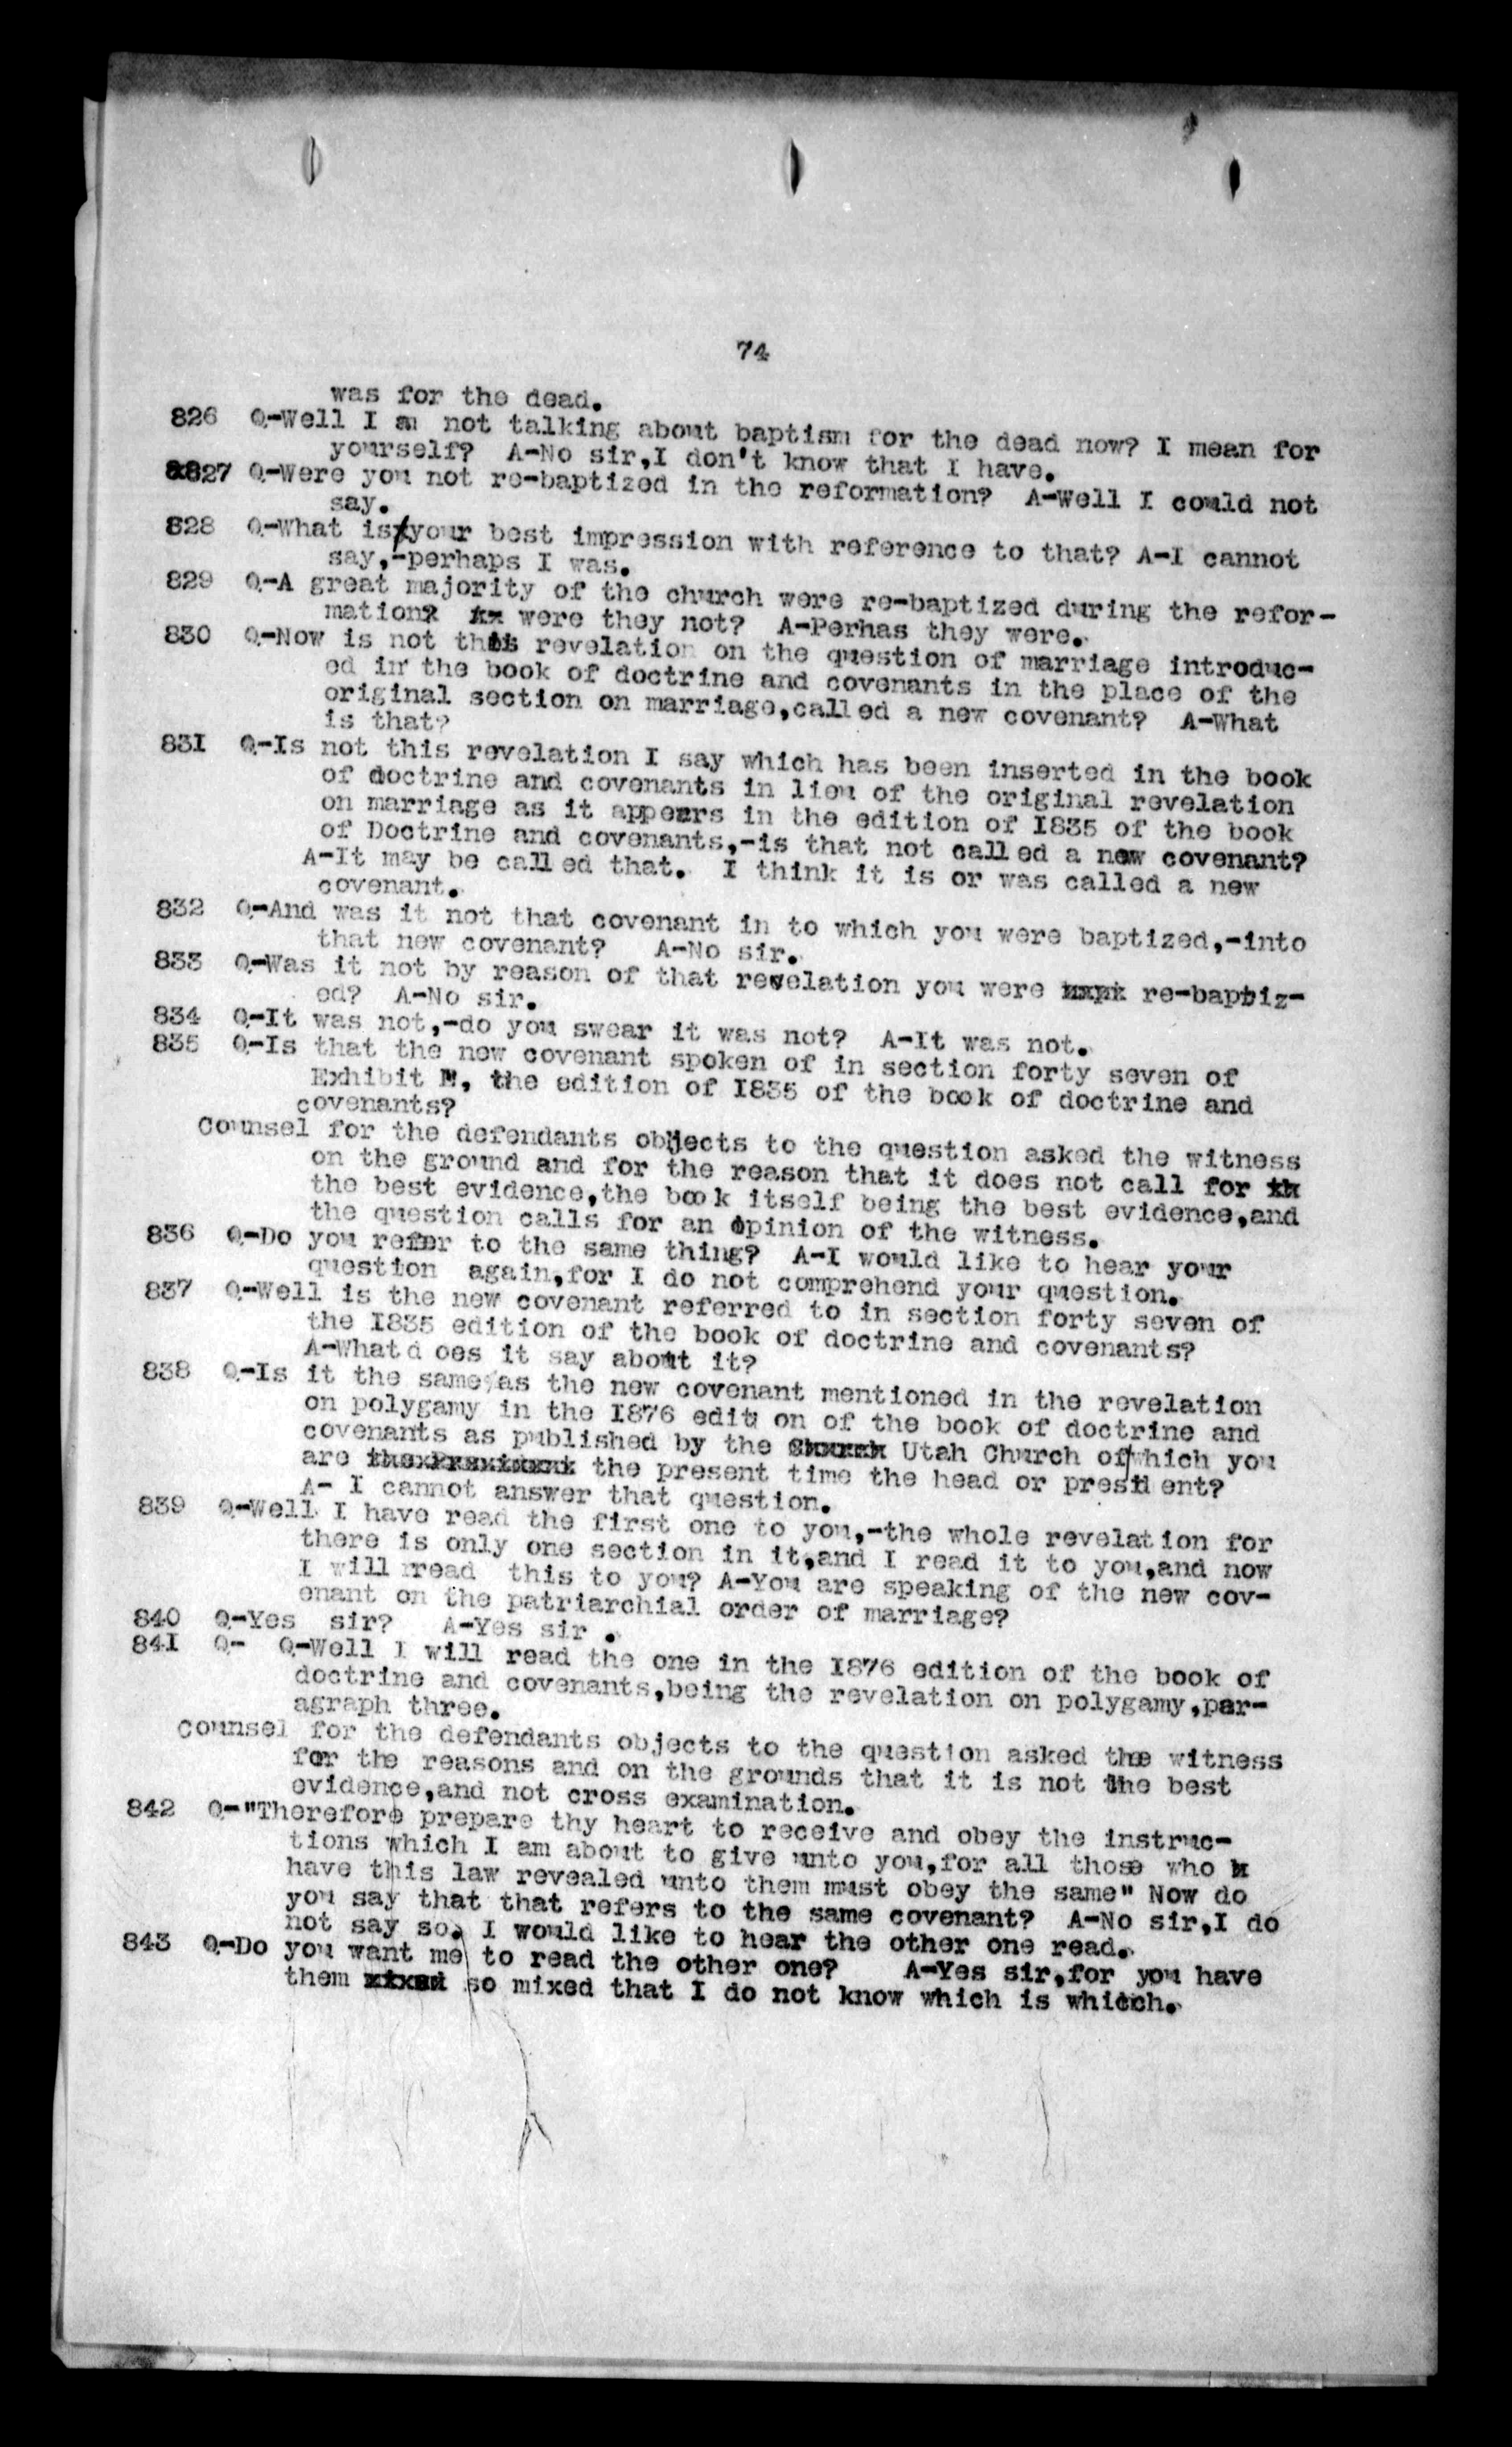 74
was for the dead.
826 Q-Well I am not talking about baptism for the dead now? I mean for
yourself? A-No sir,I don't know that I have.
827 Q-Were you not re-baptized in the reformation? A-Well I could not
say.
828 Q-What is your best impression with reference to that? A-I cannot
say,-perhaps I was.
829 Q-A great majority of the church were re-baptized during the refor-
mation? were they not? A-Perhas they were.
830 Q-Now is not this revelation on the question of marriage introduc-
ed in the book of doctrine and covenants in the place of the
original section on marriage,called a new covenant? A-What
is that?
831 Q-Is not this revelation I say which has been inserted in the book
of doctrine and covenants in lieu of the original revelation
on marriage as it appears in the edition of 1835 of the book
of Doctrine and covenants,-is that not called a new covenant?
A-It may be called that. I think it is or was called a new
covenant.
832 Q-And was it not that covenant in to which you were baptized,-into
that new covenant? A-No sir.
833 Q-Was it not by reason of that revelation you were re-baptiz-
ed? A-No sir.
834 Q-It was not,-do you swear it was not? A-It was not.
835 Q-Is that the new covenant spoken of in section forty seven of
Exhibit , the edition of 1835 of the book of doctrine and
covenants?
Counsel for the defendants objects to the question asked the witness
on the ground and for the reason that it does not call for
the best evidence,the book itself being the best evidence,and
the question calls for an opinion of the witness.
836 Q-Do you refer to the same thing? A-I would like to hear your
question again,for I do not comprehend your question.
837 Q-Well is the new covenant referred to in section forty seven of
the 1835 edition of the book of doctrine and covenants?
A-What d oes it say about it?
838 Q-Is it the same as the new covenant mentioned in the revelation
on polygamy in the 1876 editi on of the book of doctrine and
covenants as published by the Utah Church of which you
are the present time the head or president?
A- I cannot answer that question.
839 Q-Well I have read the first one to you,-the whole revelation for
there is only one section in it,and I read it to you,and now
I will rread this to you? A-You are speaking of the new cov-
enant on the patriarchial order of marriage?
840 Q-Yes sir? A-Yes sir .
841 Q- Q-Well I will read the one in the 1876 edition of the book of
doctrine and covenants,being the revelation on polygamy,par-
agraph three.
Counsel for the defendants objects to the question asked the witness
for the reasons and on the grounds that it is not the best
evidence,and not cross examination.
842 Q-"Therefore prepare thy heart to receive and obey the instruc-
tions which I am about to give unto you,for all those who
have this law revealed unto them must obey the same" Now do
you say that that refers to the same covenant? A-No sir,I do
not say so. I would like to hear the other one read.
843 Q-Do you want me to read the other one? A-Yes sir,for you have
them so mixed that I do not know which is which.